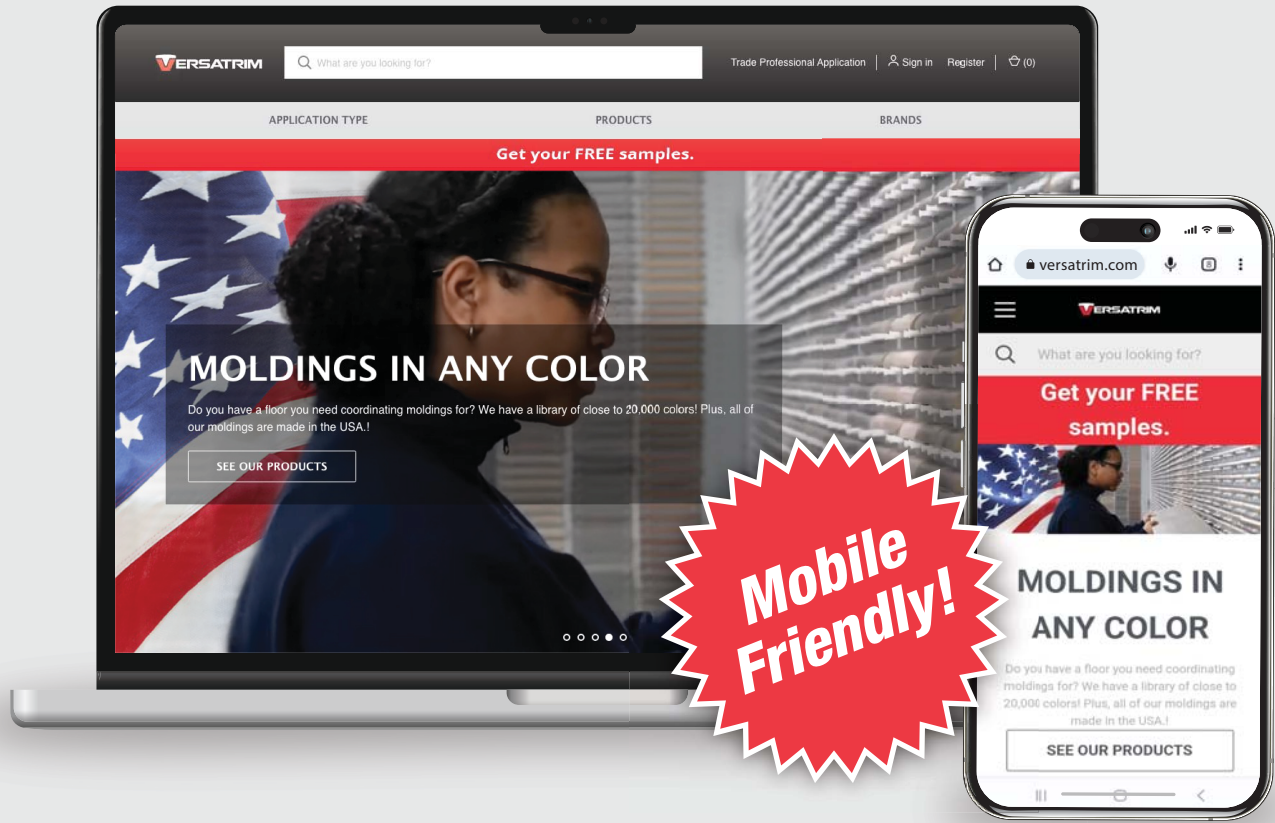 VERSATRIM
What are you looking for?
Trade Professional Application
Sign in
Register
(0)
APPLICATION TYPE
PRODUCTS
BRANDS
Get your FREE samples.
MOLDINGS IN ANY COLOR
Do you have a floor you need coordinating moldings for? We have a library of close to 20,000 colors! Plus, all of
our moldings are made in the USA.!
SEE OUR PRODUCTS
Mobile
Friendly!
versatrim.com
8
VERSATRIM
What are you looking for?
Get your FREE
samples.
MOLDINGS IN
ANY COLOR
Do you have a floor you need coordinating
moldings for? We have a library of close to
20,000 colors! Plus, all of our moldings are
made in the USA.!
SEE OUR PRODUCTS